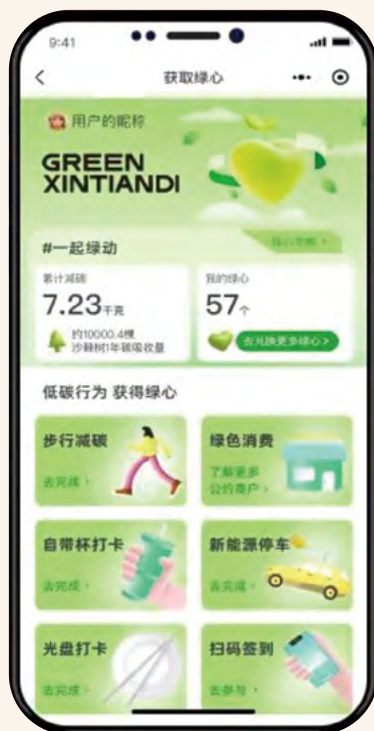 9:41
获取绿心
用户的昵称
GREEN
XINTIANDI
#一起绿动
累计减碳
我的绿心
7.23千克
57个
约10000.4棵
沙棘树1年碳吸收量
去兑换更多绿心>
低碳行为 获得绿心
步行减碳
去完成 >
绿色消费
了解更多
公约商户 >
自带杯打卡
去完成 >
新能源停车
去完成 >
光盘打卡
去完成 >
扫码签到
去参与 >